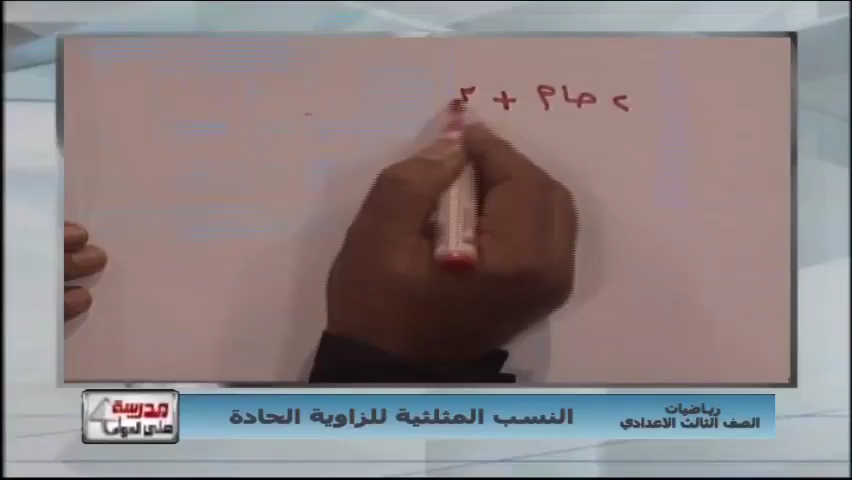 ٢ جا م + ٣
رياضيات
الصف الثالث الاعدادي
النسب المثلثية للزاوية الحادة
مدرسة
على الهواء